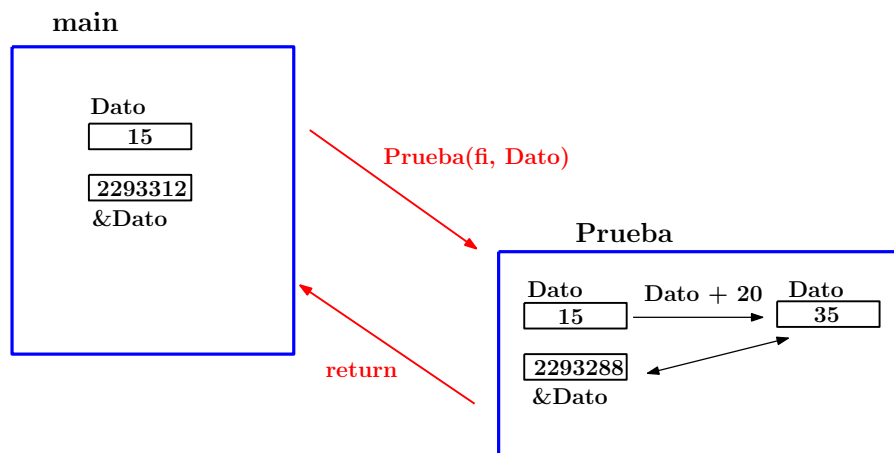 main
Dato
15
2293312
&Dato
Prueba(fi, Dato)
return
Prueba
Dato
15
Dato + 20
Dato
35
2293288
&Dato